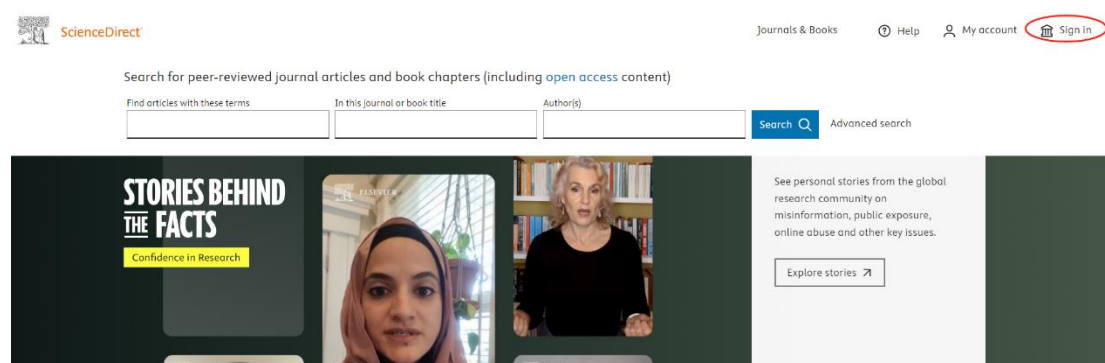 ScienceDirect
Journals & Books
Help
My account
Sign in
Search for peer-reviewed journal articles and book chapters (including open access content)
Find articles with these terms
In this journal or book title
Author(s)
Search
Advanced search
STORIES BEHIND
THE FACTS
Confidence in Research
ELSEVIER
See personal stories from the global
research community on
misinformation, public exposure,
online abuse and other key issues.
Explore stories